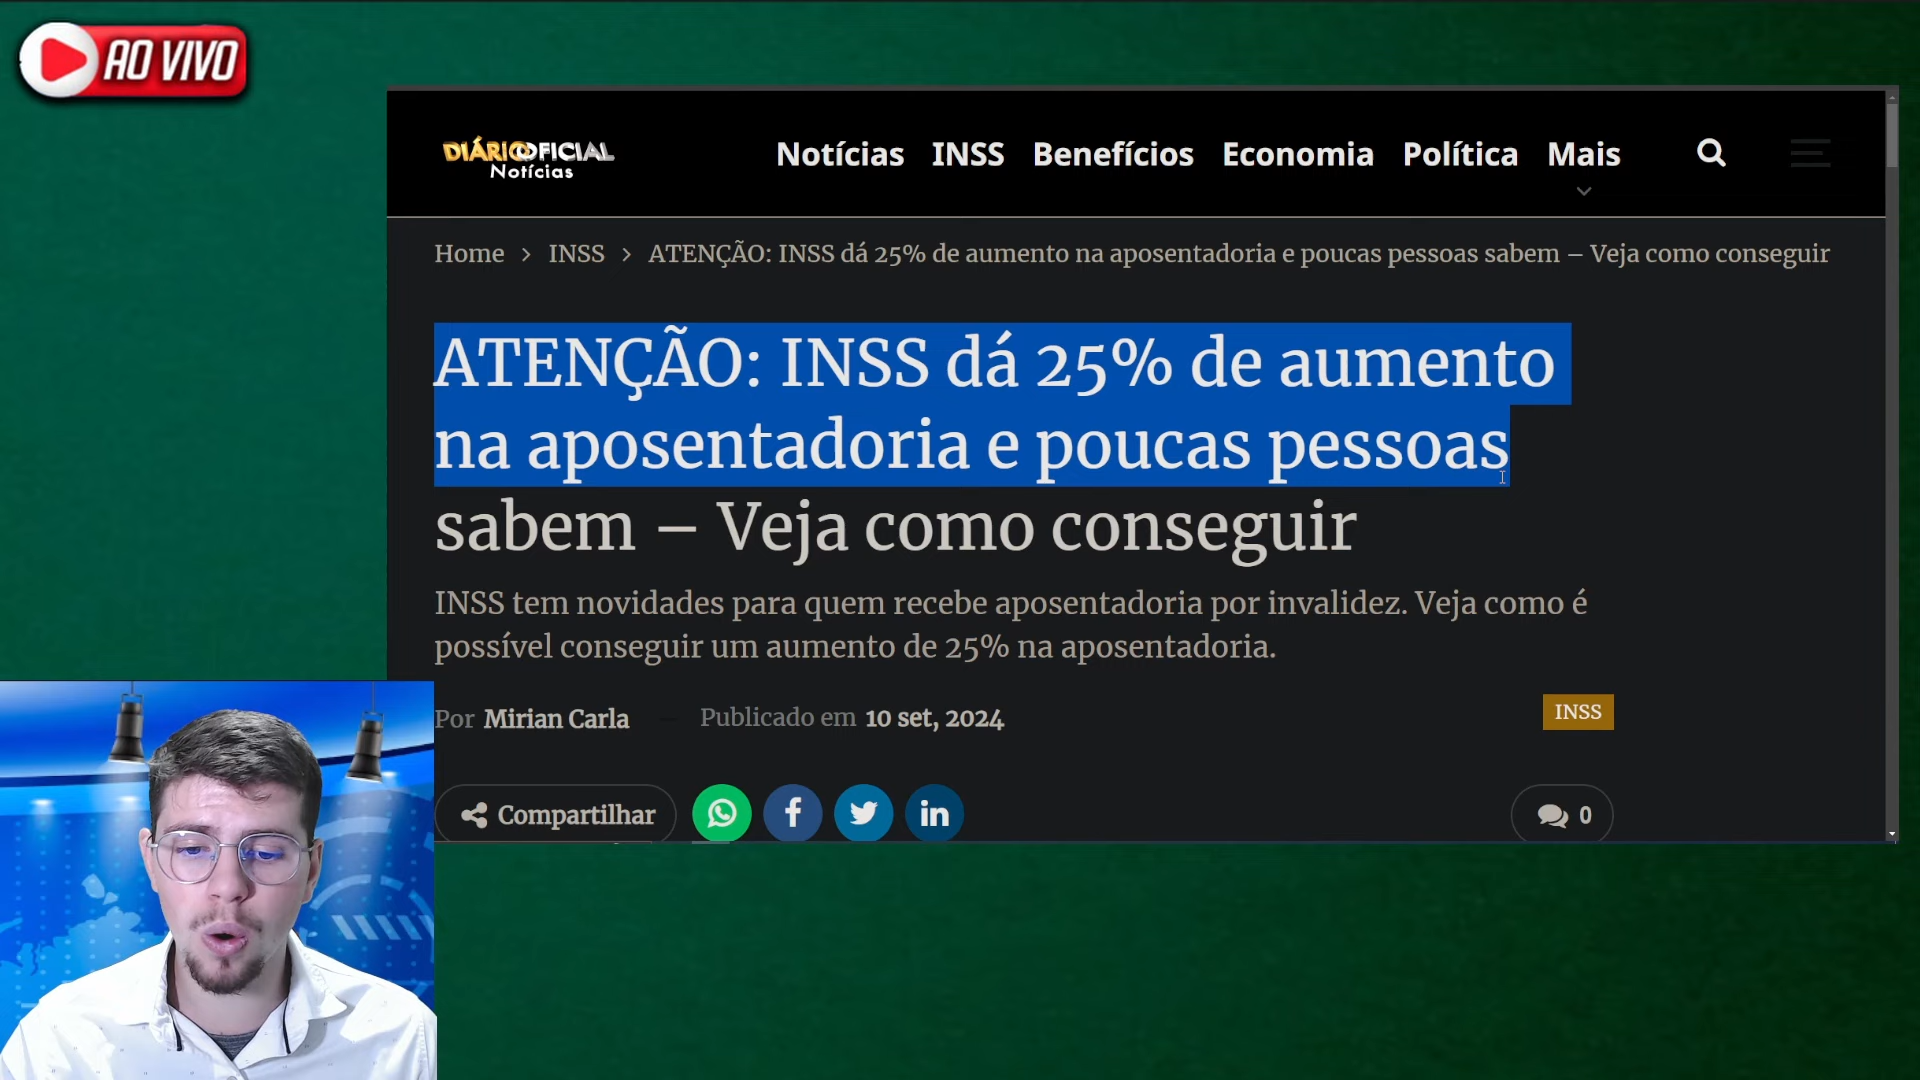 AO VIVO
DIÁRIO OFICIAL
Notícias
Notícias INSS Benefícios Economia Política Mais
Home > INSS > ATENÇÃO: INSS dá 25% de aumento na aposentadoria e poucas pessoas sabem – Veja como conseguir
ATENÇÃO: INSS dá 25% de aumento
na aposentadoria e poucas pessoas
sabem – Veja como conseguir
INSS tem novidades para quem recebe aposentadoria por invalidez. Veja como é
possível conseguir um aumento de 25% na aposentadoria.
Por Mirian Carla — Publicado em 10 set, 2024
INSS
Compartilhar
0